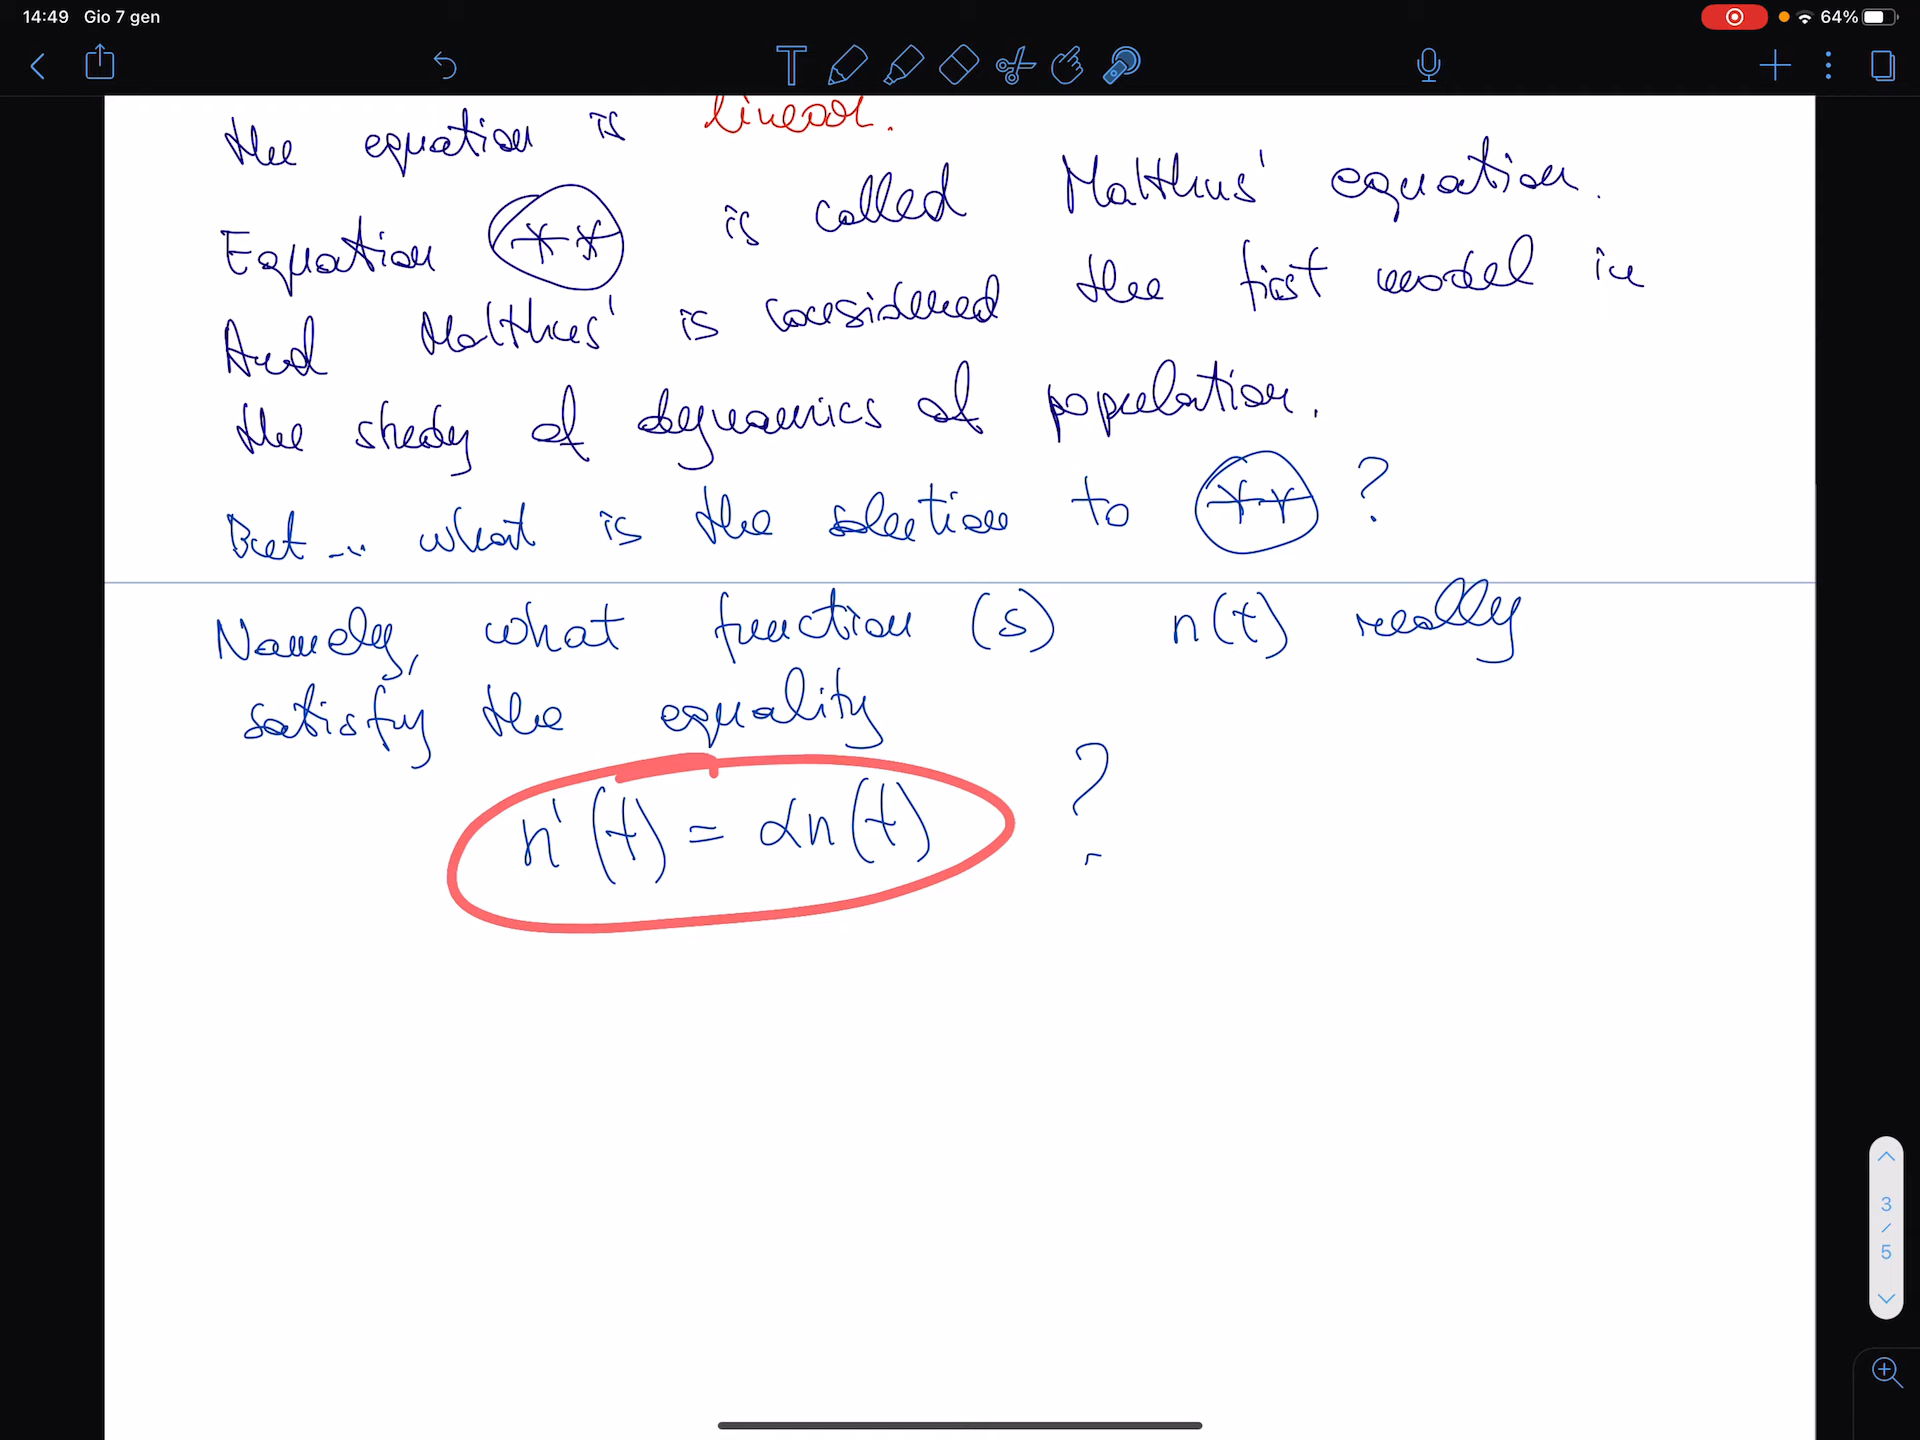 14:49 Gio 7 gen 64%
the equation is linear.
Equation ** is called Malthus' equation.
And Malthus' is considered the first model in
the study of dynamics of population.
But ... what is the solution to ** ?
Namely, what function (s) n(t) really
satisfy the equality
n'(t) = αn(t) ?
3
/
5